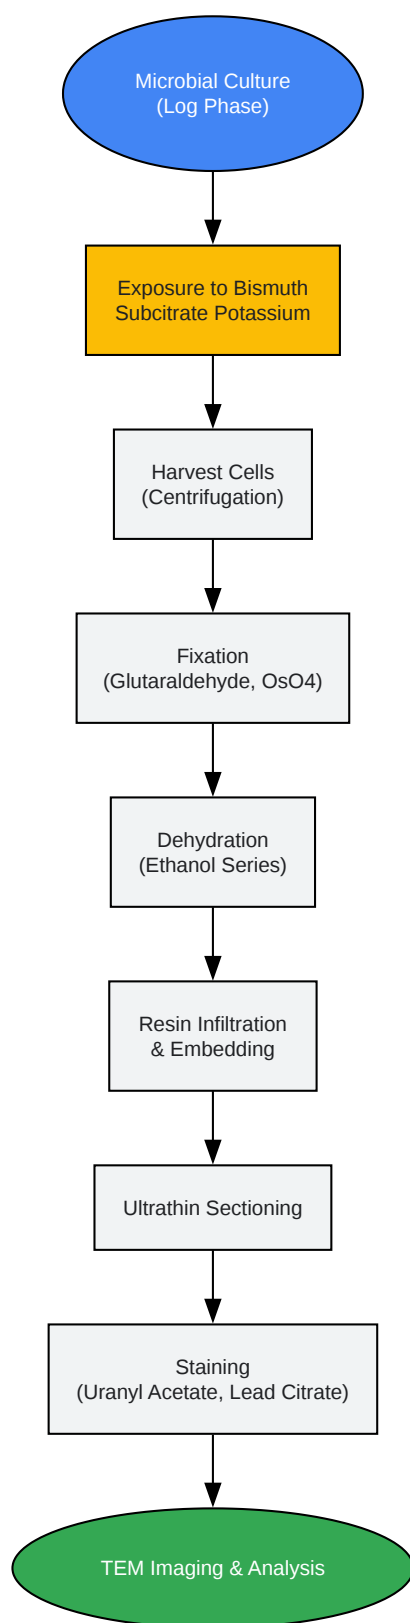 Microbial Culture
(Log Phase)
Exposure to Bismuth
Subcitrate Potassium
Harvest Cells
(Centrifugation)
Fixation
(Glutaraldehyde, OsO4)
Dehydration
(Ethanol Series)
Resin Infiltration
& Embedding
Ultrathin Sectioning
Staining
(Uranyl Acetate, Lead Citrate)
TEM Imaging & Analysis